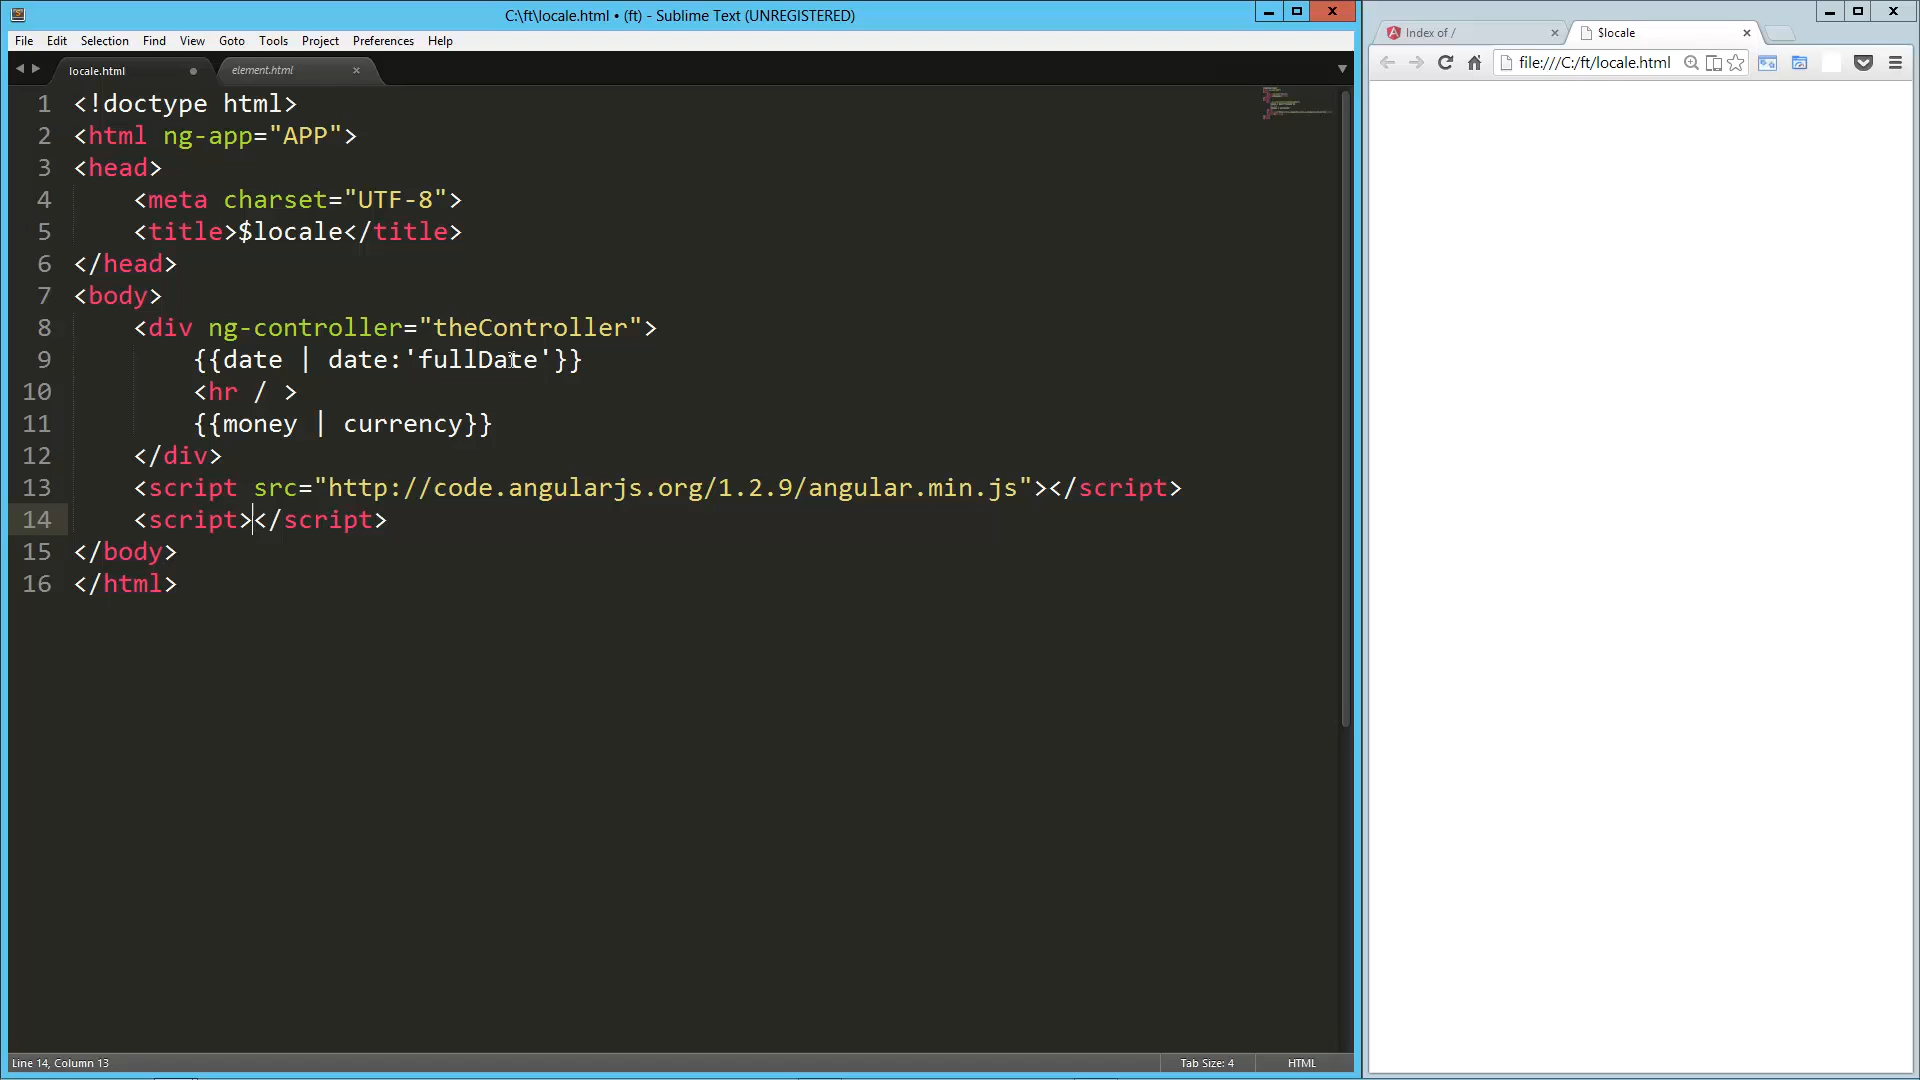 C:\ft\locale.html • (ft) - Sublime Text (UNREGISTERED)
File Edit Selection Find View Goto Tools Project Preferences Help
locale.html
element.html
1 <!doctype html>
2 <html ng-app="APP">
3 <head>
4 <meta charset="UTF-8">
5 <title>$locale</title>
6 </head>
7 <body>
8 <div ng-controller="theController">
9 {{date | date:'fullDate'}}
10 <hr / >
11 {{money | currency}}
12 </div>
13 <script src="http://code.angularjs.org/1.2.9/angular.min.js"></script>
14 <script></script>
15 </body>
16 </html>
Line 14, Column 13
Tab Size: 4
HTML
Index of /
$locale
file:///C:/ft/locale.html